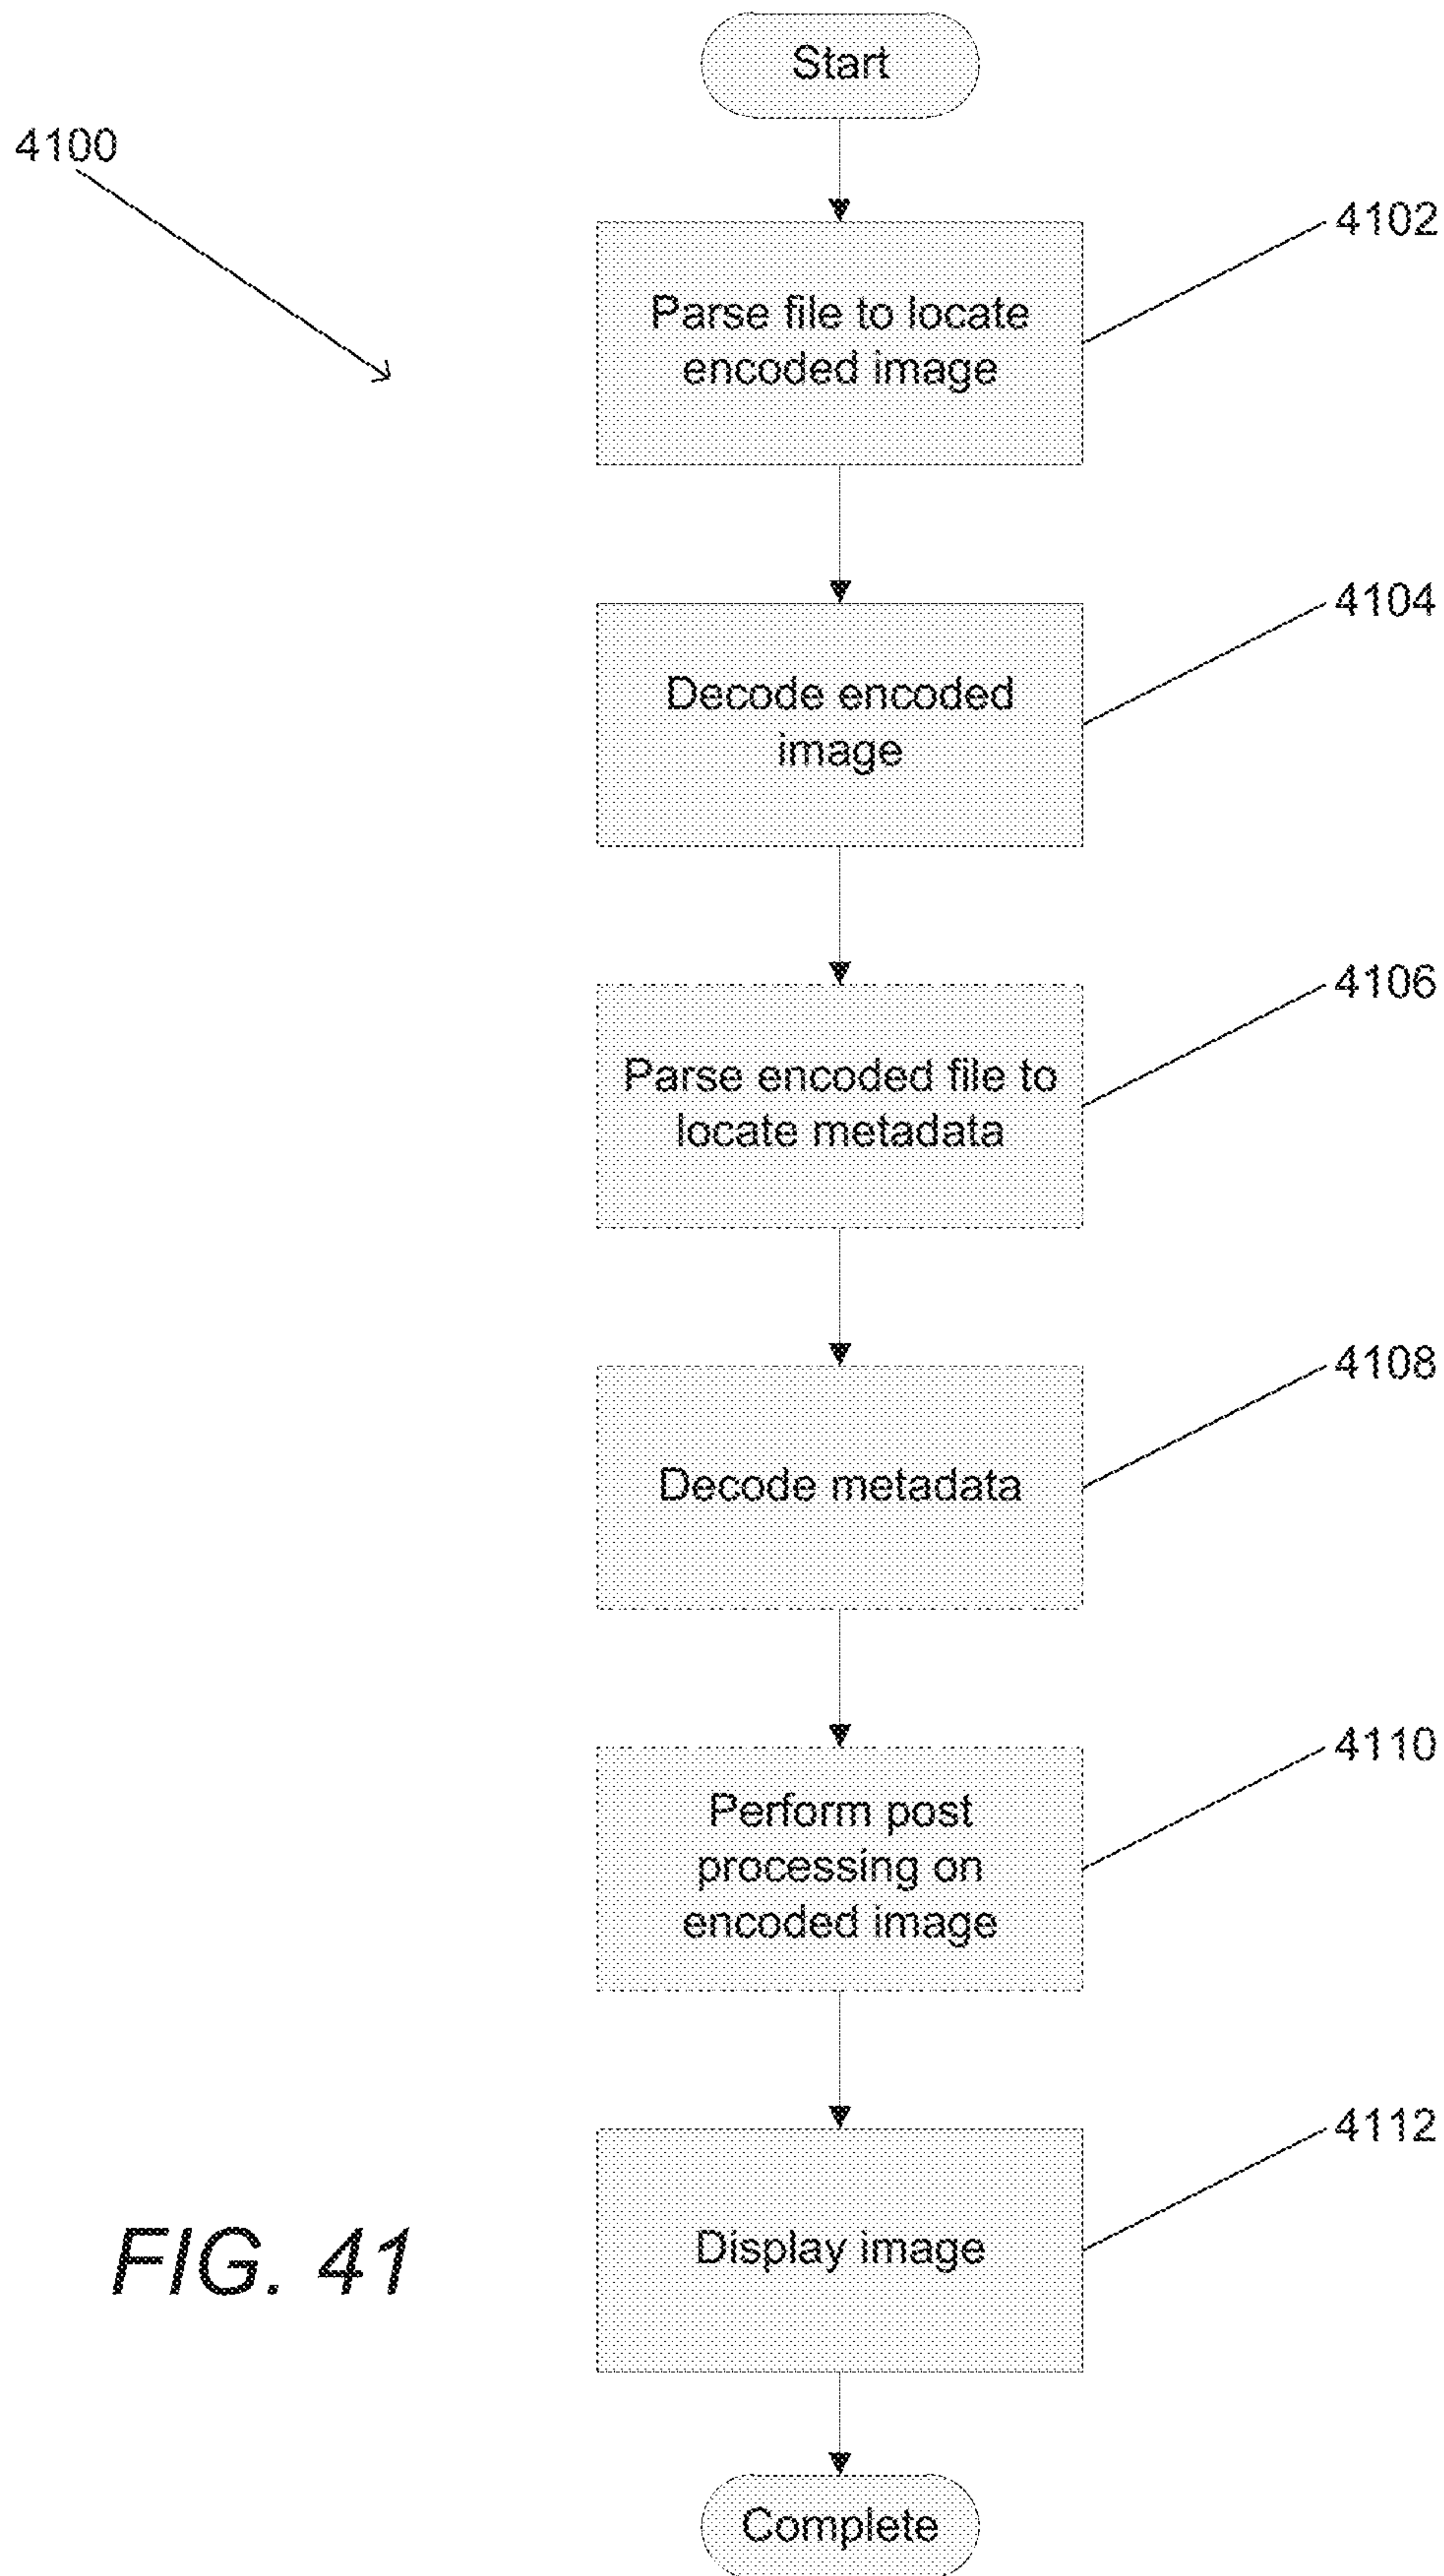 Start
4100
4102
Parse file to locate
encoded image
4104
Decode encoded
image
4106
Parse encoded file to
locate metadata
4108
Decode metadata
4110
Perform post
processing on
encoded image
4112
Display image
FIG. 41
Complete